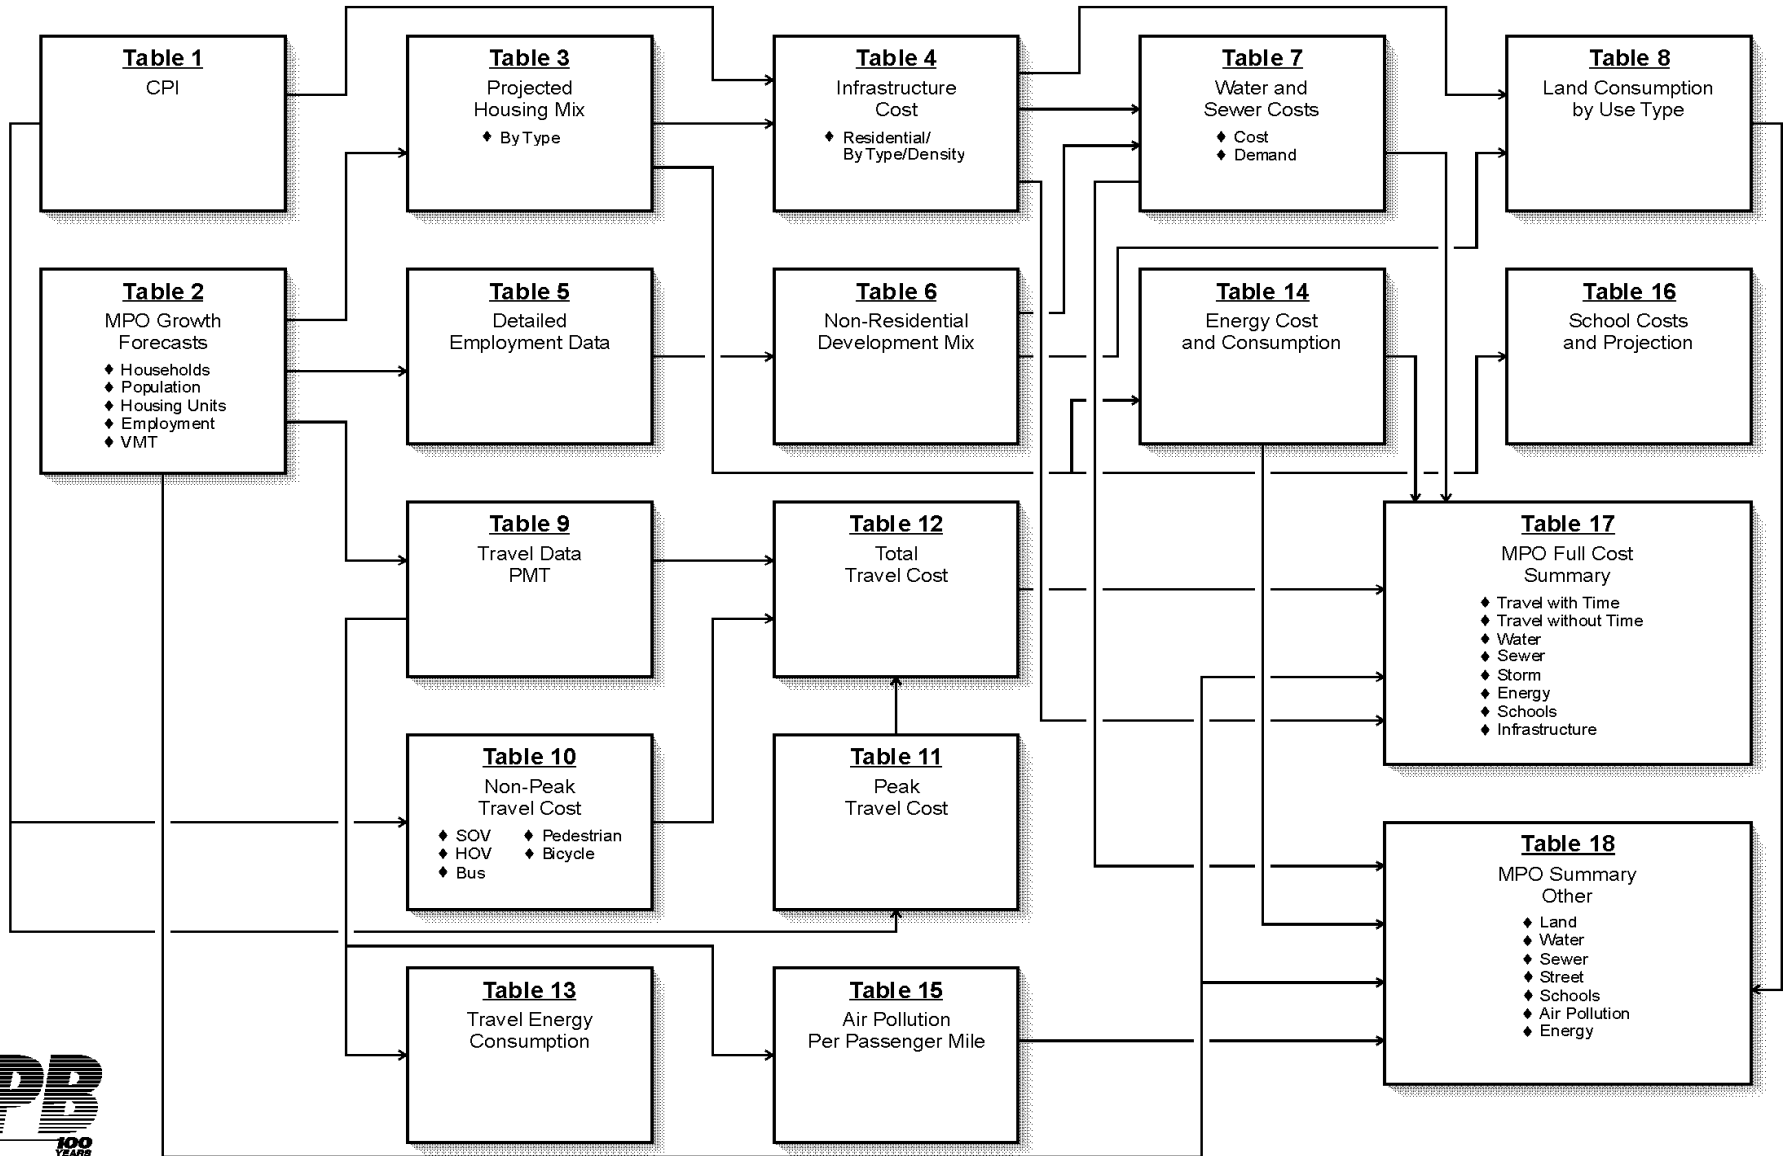 Table 1
CPI
Table 3
Projected
Housing Mix
♦ By Type
Table 4
Infrastructure
Cost
♦ Residential/
By Type/Density
Table 7
Water and
Sewer Costs
♦ Cost
♦ Demand
Table 8
Land Consumption
by Use Type
Table 2
MPO Growth
Forecasts
♦ Households
♦ Population
♦ Housing Units
♦ Employment
♦ VMT
Table 5
Detailed
Employment Data
Table 6
Non-Residential
Development Mix
Table 14
Energy Cost
and Consumption
Table 16
School Costs
and Projection
Table 9
Travel Data
PMT
Table 12
Total
Travel Cost
Table 17
MPO Full Cost
Summary
♦ Travel with Time
♦ Travel without Time
♦ Water
♦ Sewer
♦ Storm
♦ Energy
♦ Schools
♦ Infrastructure
Table 10
Non-Peak
Travel Cost
♦ SOV ♦ Pedestrian
♦ HOV ♦ Bicycle
♦ Bus
Table 11
Peak
Travel Cost
Table 18
MPO Summary
Other
♦ Land
♦ Water
♦ Sewer
♦ Street
♦ Schools
♦ Air Pollution
♦ Energy
Table 13
Travel Energy
Consumption
Table 15
Air Pollution
Per Passenger Mile
PB
100
YEARS